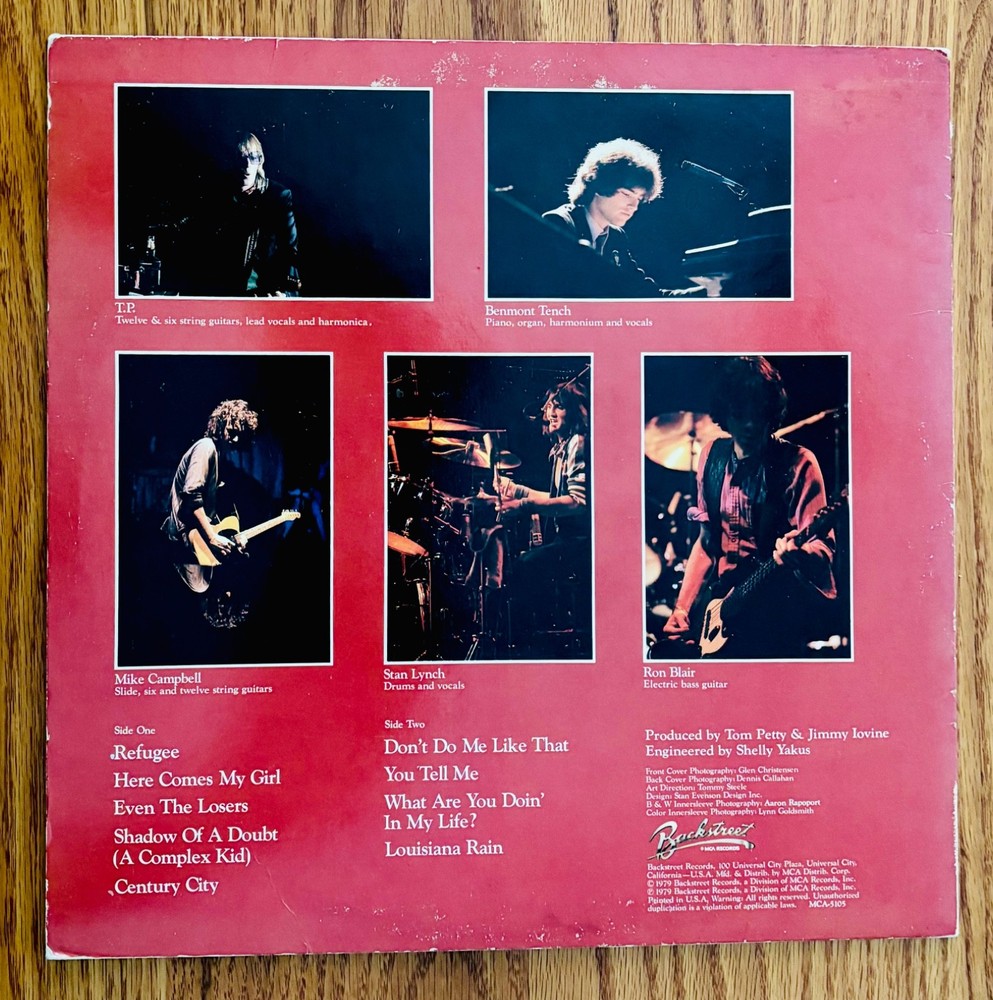 T.P.
Twelve & six string guitars, lead vocals and harmonica.
Benmont Tench
Piano, organ, harmonium and vocals
Mike Campbell
Slide, six and twelve string guitars
Stan Lynch
Drums and vocals
Ron Blair
Electric bass guitar
Side One
Refugee
Here Comes My Girl
Even The Losers
Shadow Of A Doubt
(A Complex Kid)
Century City
Side Two
Don't Do Me Like That
You Tell Me
What Are You Doin'
In My Life?
Louisiana Rain
Produced by Tom Petty & Jimmy Iovine
Engineered by Shelly Yakus
Front Cover Photography: Glen Christensen
Back Cover Photography: Dennis Callahan
Art Direction: Tommy Steele
Design: Stan Evenson Design Inc.
B & W Innersleeve Photography: Aaron Rapoport
Color Innersleeve Photography: Lynn Goldsmith
Backstreet
MCA RECORDS
Backstreet Records, 100 Universal City Plaza, Universal City,
California—U.S.A. Mfd. & Distrib. by MCA Distrib. Corp.
© 1979 Backstreet Records, a Division of MCA Records, Inc.
℗ 1979 Backstreet Records, a Division of MCA Records, Inc.
Printed in U.S.A. Warning: All rights reserved. Unauthorized
duplication is a violation of applicable laws. MCA-5105